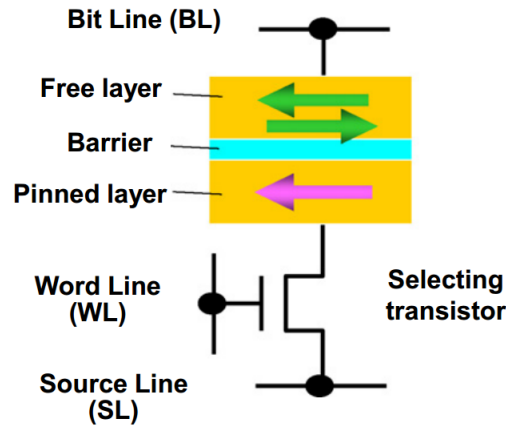 Bit Line (BL)
Free layer
Barrier
Pinned layer
Word Line
(WL)
Selecting
transistor
Source Line
(SL)